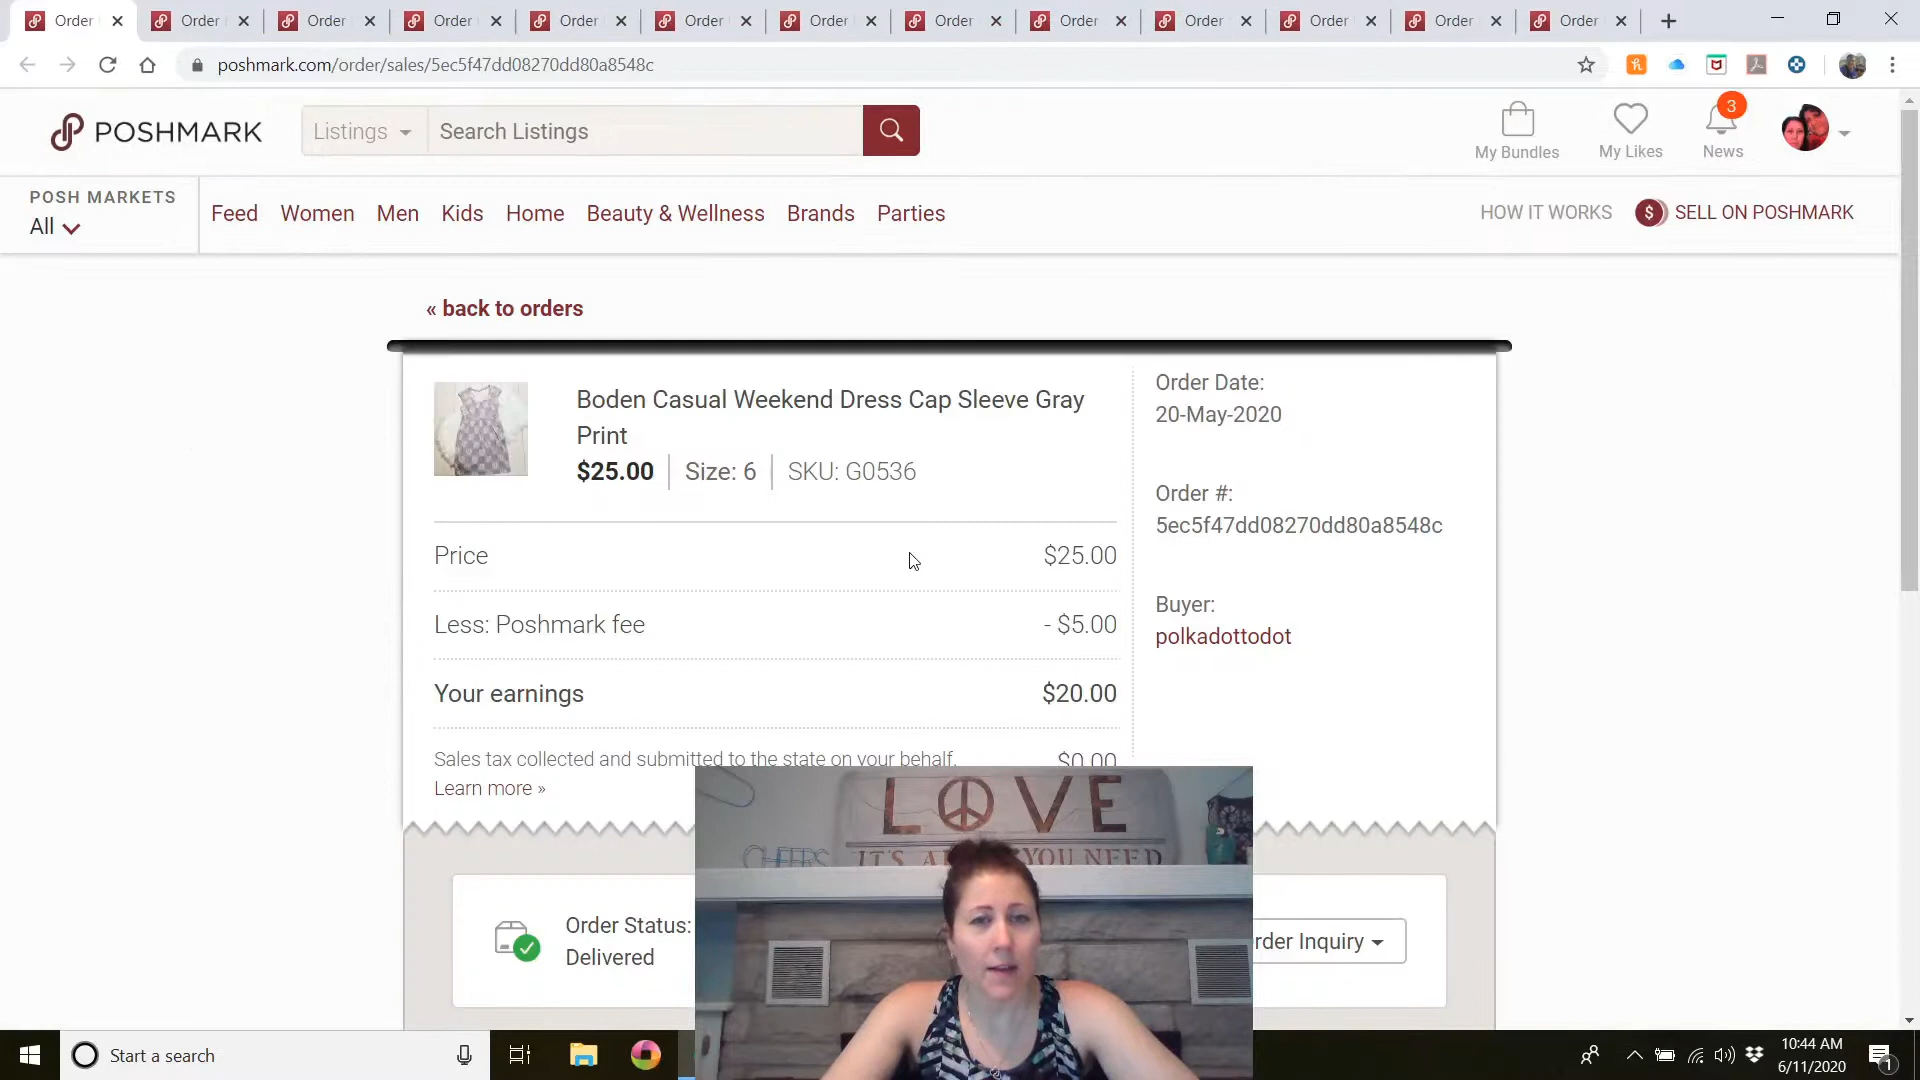 Order
Order
Order
Order
Order
Order
Order
Order
Order
Order
Order
Order
Order
poshmark.com/order/sales/5ec5f47dd08270dd80a8548c
POSHMARK
Listings
Search Listings
My Bundles
My Likes
3
News
POSH MARKETS
All
Feed
Women
Men
Kids
Home
Beauty & Wellness
Brands
Parties
HOW IT WORKS
SELL ON POSHMARK
« back to orders
Boden Casual Weekend Dress Cap Sleeve Gray
Print
$25.00
Size: 6
SKU: G0536
Order Date:
20-May-2020
Order #:
5ec5f47dd08270dd80a8548c
Buyer:
polkadottodot
Price $25.00
Less: Poshmark fee - $5.00
Your earnings $20.00
Sales tax collected and submitted to the state on your behalf. $0.00
Learn more »
LOVE
CHEERS
IT'S A YOU NEED
Order Status:
Delivered
rder Inquiry
Start a search
10:44 AM
6/11/2020
1